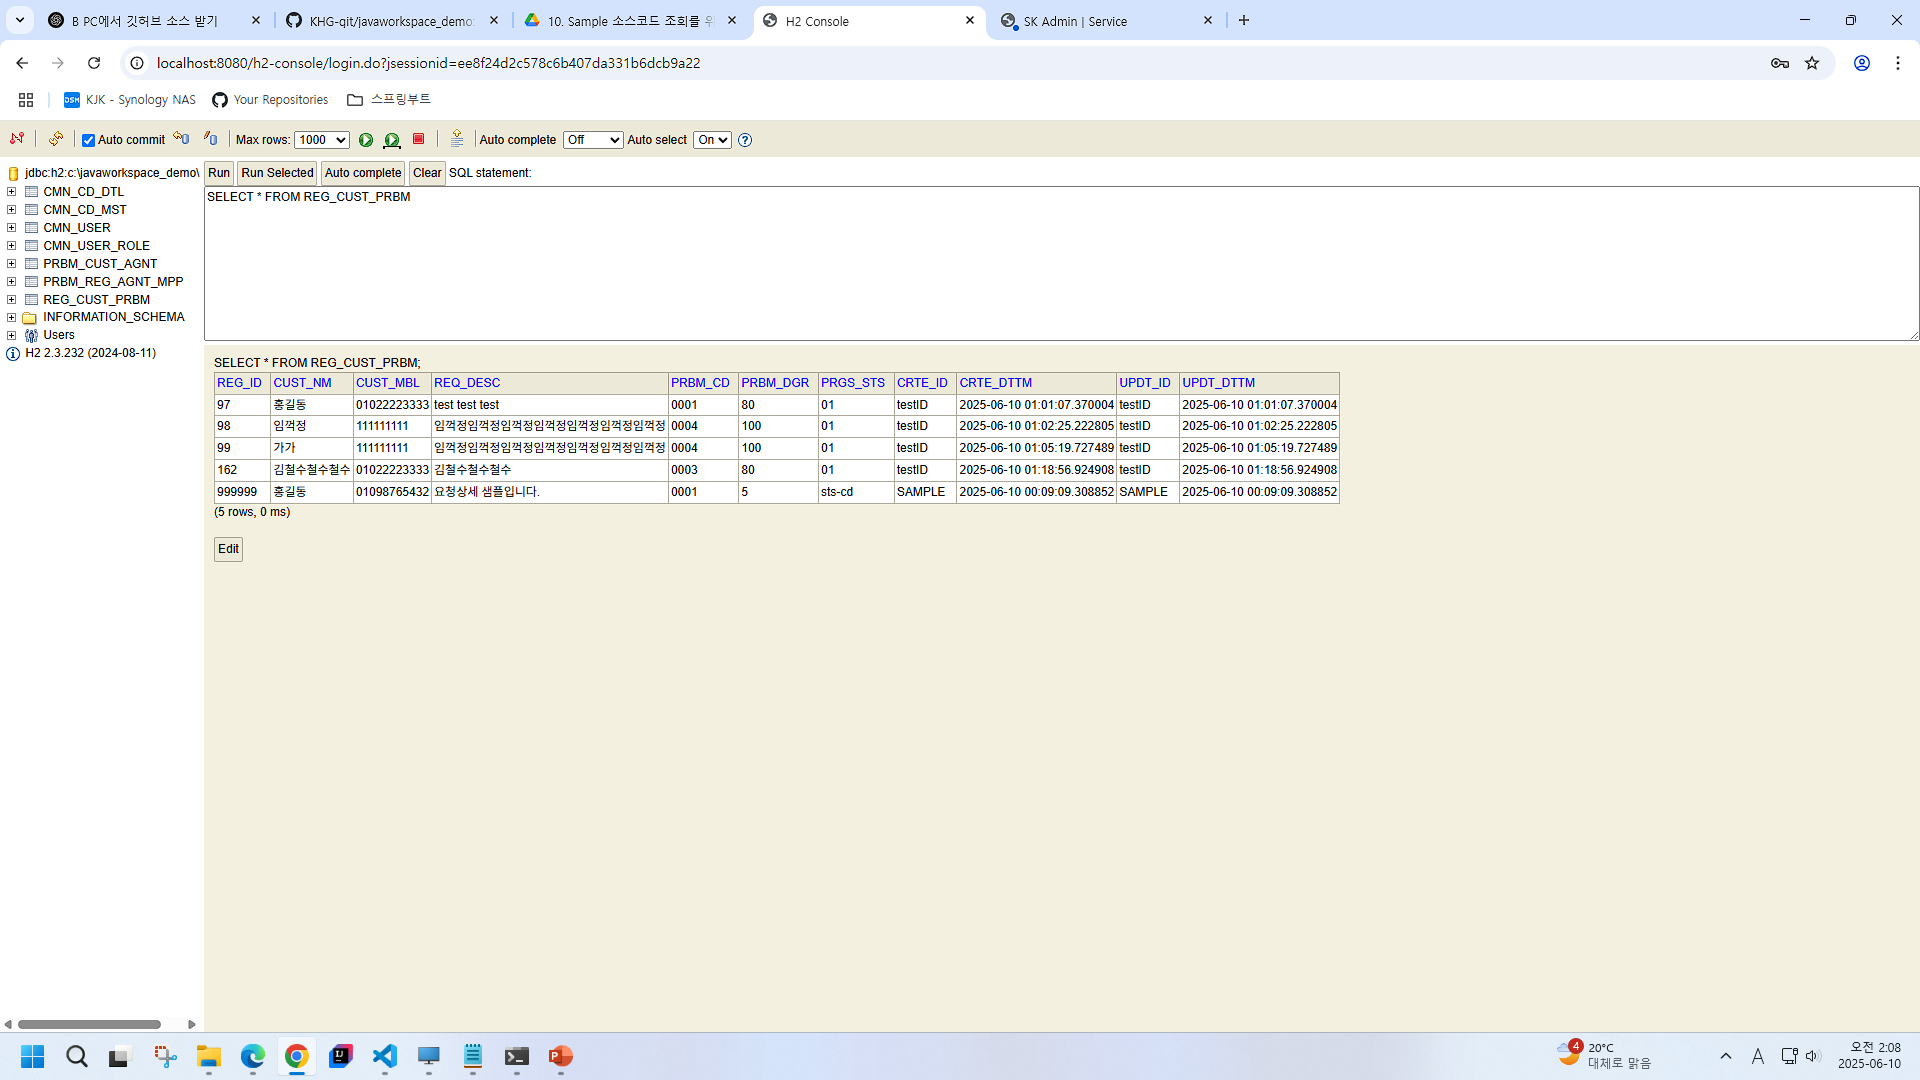 B PC에서 깃허브 소스 받기
KHG-git/javaworkspace_demo
10. Sample 소스코드 조회를 위
H2 Console
SK Admin | Service
localhost:8080/h2-console/login.do?jsessionid=ee8f24d2c578c6b407da331b6dcb9a22
KJK - Synology NAS
Your Repositories
스프링부트
Auto commit
Max rows: 1000
Auto complete Off
Auto select On
jdbc:h2:c:\javaworkspace_demo\
CMN_CD_DTL
CMN_CD_MST
CMN_USER
CMN_USER_ROLE
PRBM_CUST_AGNT
PRBM_REG_AGNT_MPP
REG_CUST_PRBM
INFORMATION_SCHEMA
Users
H2 2.3.232 (2024-08-11)
Run Run Selected Auto complete Clear SQL statement:
SELECT * FROM REG_CUST_PRBM
SELECT * FROM REG_CUST_PRBM;
REG_ID CUST_NM CUST_MBL REQ_DESC PRBM_CD PRBM_DGR PRGS_STS CRTE_ID CRTE_DTTM UPDT_ID UPDT_DTTM
97 홍길동 01022223333 test test test 0001 80 01 testID 2025-06-10 01:01:07.370004 testID 2025-06-10 01:01:07.370004
98 임꺽정 111111111 임꺽정임꺽정임꺽정임꺽정임꺽정임꺽정임꺽정 0004 100 01 testID 2025-06-10 01:02:25.222805 testID 2025-06-10 01:02:25.222805
99 가가 111111111 임꺽정임꺽정임꺽정임꺽정임꺽정임꺽정임꺽정 0004 100 01 testID 2025-06-10 01:05:19.727489 testID 2025-06-10 01:05:19.727489
162 김철수철수철수 01022223333 김철수철수철수 0003 80 01 testID 2025-06-10 01:18:56.924908 testID 2025-06-10 01:18:56.924908
999999 홍길동 01098765432 요청상세 샘플입니다. 0001 5 sts-cd SAMPLE 2025-06-10 00:09:09.308852 SAMPLE 2025-06-10 00:09:09.308852
(5 rows, 0 ms)
Edit
4
20°C
대체로 맑음
A
오전 2:08
2025-06-10